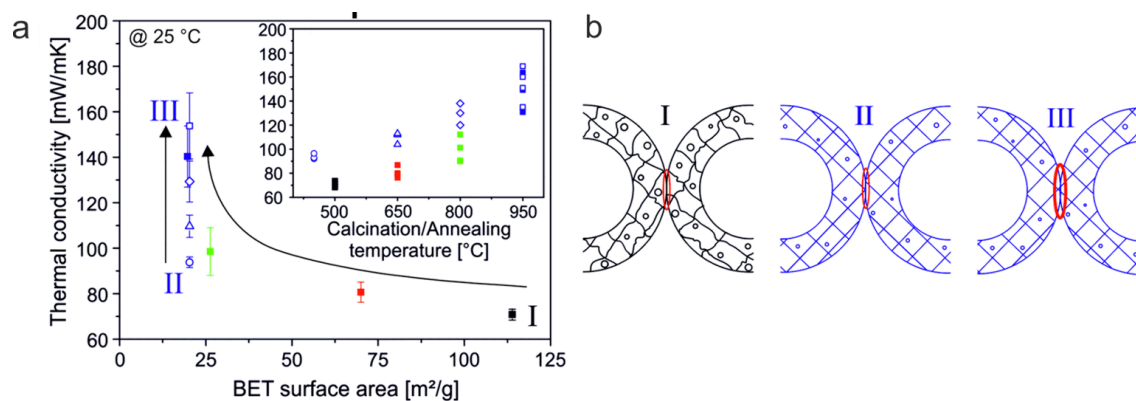 a
b
@ 25 °C
Thermal conductivity [mW/mK]
200
180
160
140
120
100
80
60
0
25
50
75
100
125
BET surface area [m²/g]
III
II
I
200
180
160
140
120
100
80
60
500
650
800
950
Calcination/Annealing
temperature [°C]
I
II
III